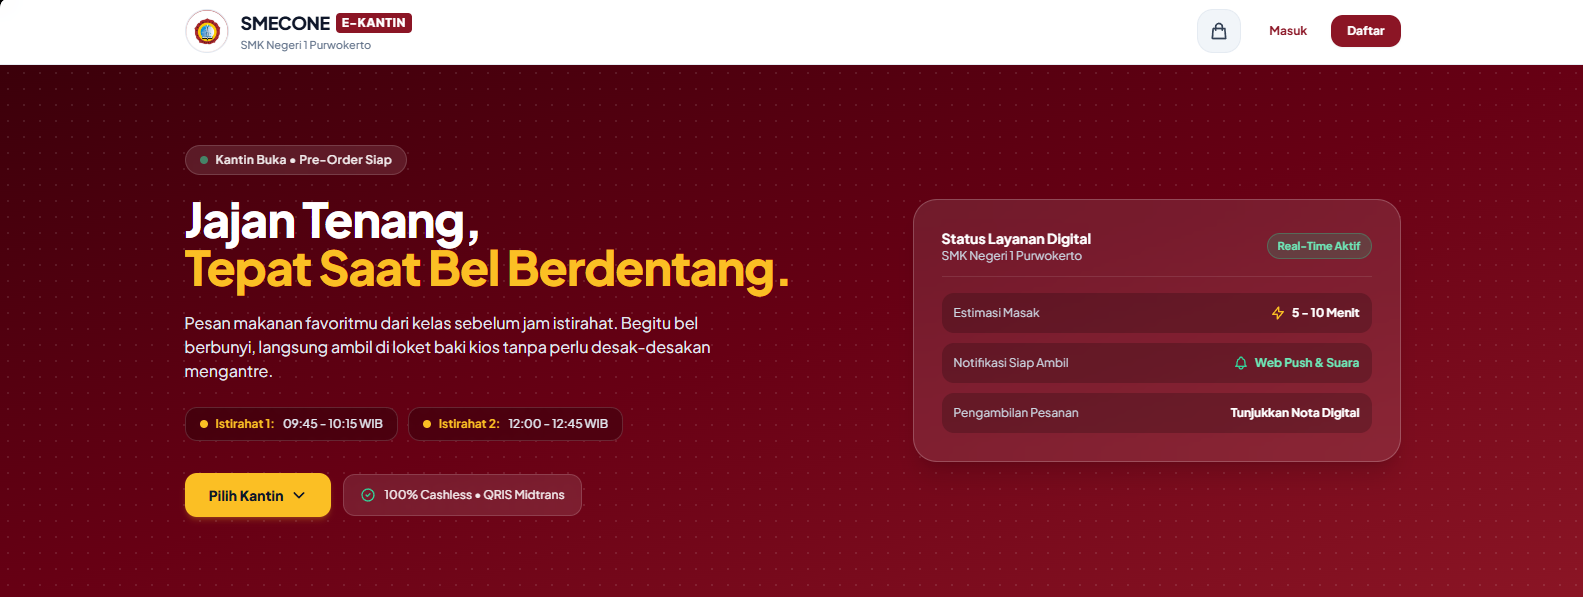 SMECONE E-KANTIN
SMK Negeri 1 Purwokerto
Masuk
Daftar
Kantin Buka • Pre-Order Siap
Jajan Tenang,
Tepat Saat Bel Berdentang.
Pesan makanan favoritmu dari kelas sebelum jam istirahat. Begitu bel
berbunyi, langsung ambil di loket baki kios tanpa perlu desak-desakan
mengantre.
Istirahat 1: 09:45 - 10:15 WIB
Istirahat 2: 12:00 - 12:45 WIB
Pilih Kantin
100% Cashless • QRIS Midtrans
Status Layanan Digital
SMK Negeri 1 Purwokerto
Real-Time Aktif
Estimasi Masak
5 - 10 Menit
Notifikasi Siap Ambil
Web Push & Suara
Pengambilan Pesanan
Tunjukkan Nota Digital